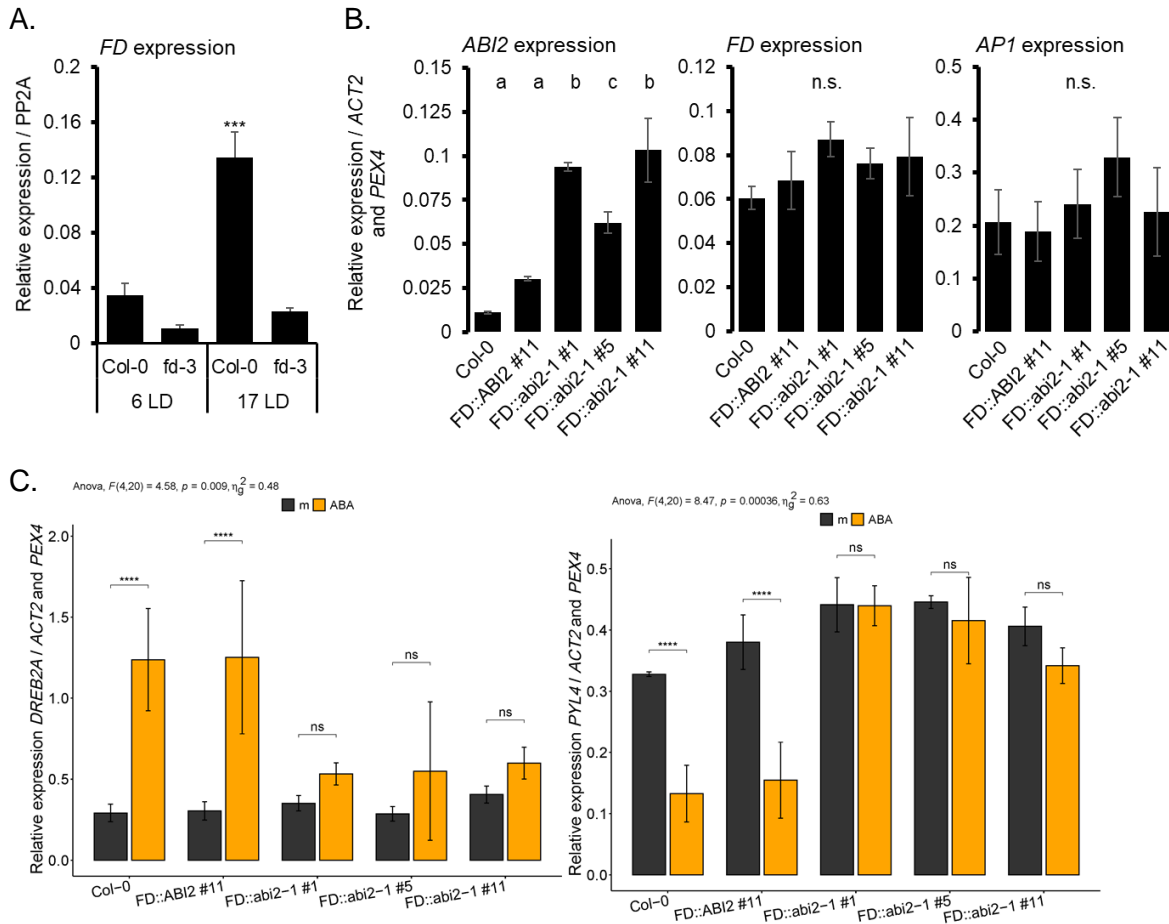 A.
FD expression
Relative expression / PP2A
0.2
0.16
0.12
0.08
0.04
0
***
Col-0 fd-3 Col-0 fd-3
6 LD 17 LD
B.
ABI2 expression
Relative expression / ACT2
and PEX4
0.15
0.125
0.1
0.075
0.05
0.025
0
a a b c b
Col-0
FD::ABI2 #11
FD::abi2-1 #1
FD::abi2-1 #5
FD::abi2-1 #11
FD expression
0.12
0.1
0.08
0.06
0.04
0.02
0
n.s.
Col-0
FD::ABI2 #11
FD::abi2-1 #1
FD::abi2-1 #5
FD::abi2-1 #11
AP1 expression
0.5
0.4
0.3
0.2
0.1
0
n.s.
Col-0
FD::ABI2 #11
FD::abi2-1 #1
FD::abi2-1 #5
FD::abi2-1 #11
C.
Anova, F(4,20) = 4.58, p = 0.009, η²g = 0.48
m ABA
Relative expression DREB2A / ACT2 and PEX4
2.0
1.5
1.0
0.5
0.0
**** **** ns ns ns
Col−0
FD::ABI2 #11
FD::abi2−1 #1
FD::abi2−1 #5
FD::abi2−1 #11
Anova, F(4,20) = 8.47, p = 0.00036, η²g = 0.63
m ABA
Relative expression PYL4 / ACT2 and PEX4
0.5
0.4
0.3
0.2
0.1
0.0
**** **** ns ns ns
Col−0
FD::ABI2 #11
FD::abi2−1 #1
FD::abi2−1 #5
FD::abi2−1 #11